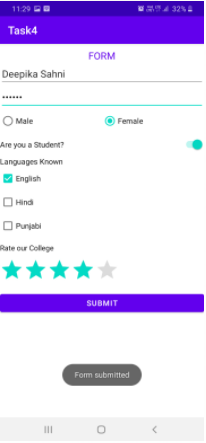 11:29 32%
Task4
FORM
Deepika Sahni
••••••
Male Female
Are you a Student?
Languages Known
English
Hindi
Punjabi
Rate our College
SUBMIT
Form submitted